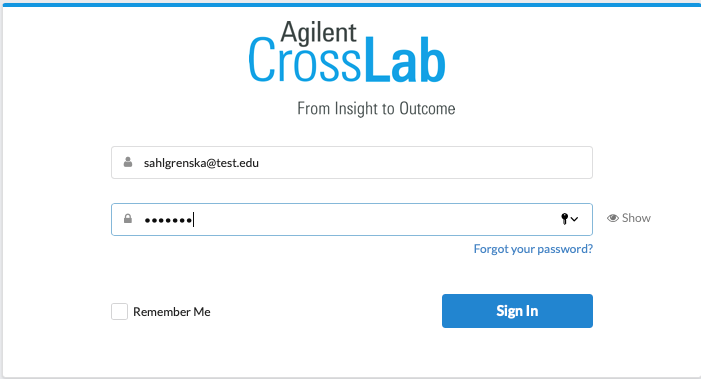 Agilent
CrossLab
From Insight to Outcome
sahlgrenska@test.edu
•••••••
Show
Forgot your password?
Remember Me
Sign In